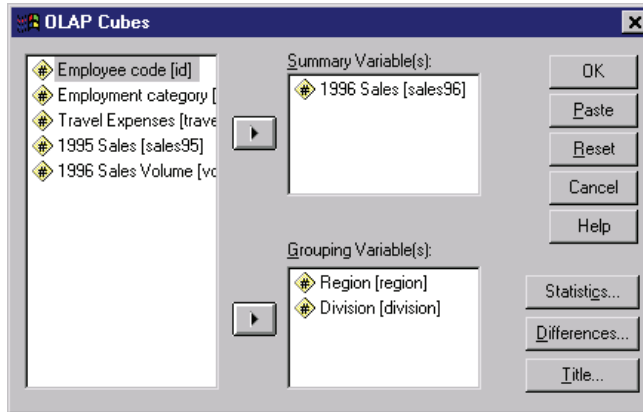 OLAP Cubes
Employee code [id]
Employment category [
Travel Expenses [trave
1995 Sales [sales95]
1996 Sales Volume [vo
Summary Variable(s):
1996 Sales [sales96]
Grouping Variable(s):
Region [region]
Division [division]
OK
Paste
Reset
Cancel
Help
Statistics...
Differences...
Title...